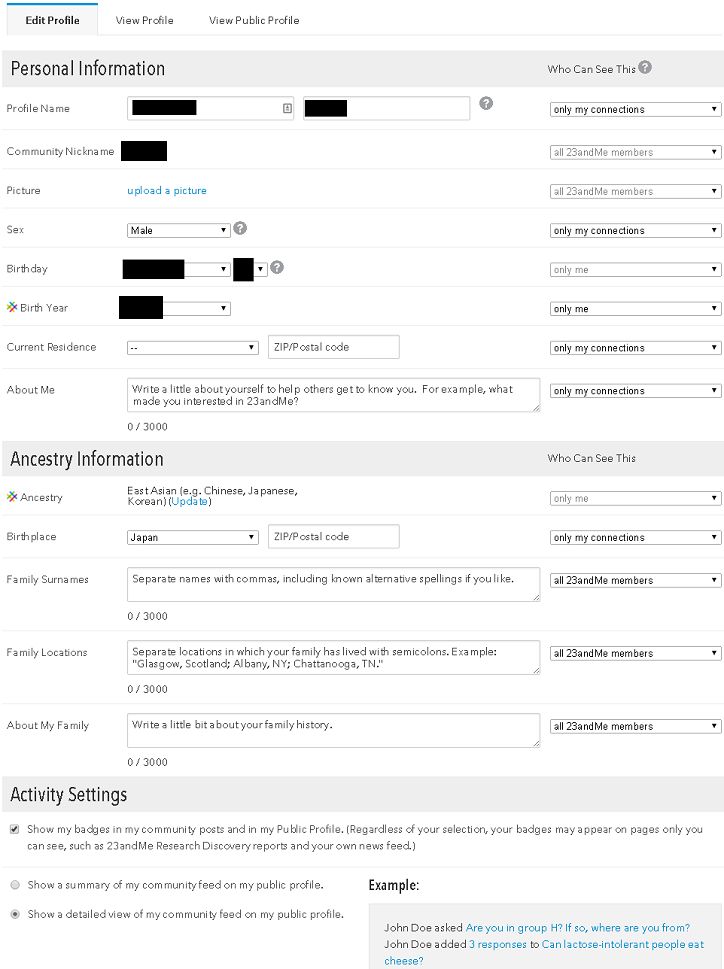 Edit Profile View Profile View Public Profile
Personal Information Who Can See This ?
Profile Name ? only my connections
Community Nickname all 23andMe members
Picture upload a picture all 23andMe members
Sex Male ? only my connections
Birthday ? only me
Birth Year only me
Current Residence -- ZIP/Postal code only my connections
About Me Write a little about yourself to help others get to know you. For example, what only my connections
made you interested in 23andMe?
0 / 3000
Ancestry Information Who Can See This
Ancestry East Asian (e.g. Chinese, Japanese, only me
Korean) (Update)
Birthplace Japan ZIP/Postal code only my connections
Family Surnames Separate names with commas, including known alternative spellings if you like. all 23andMe members
0 / 3000
Family Locations Separate locations in which your family has lived with semicolons. Example: all 23andMe members
"Glasgow, Scotland; Albany, NY; Chattanooga, TN."
0 / 3000
About My Family Write a little bit about your family history. all 23andMe members
0 / 3000
Activity Settings
Show my badges in my community posts and in my Public Profile. (Regardless of your selection, your badges may appear on pages only you
can see, such as 23andMe Research Discovery reports and your own news feed.)
Show a summary of my community feed on my public profile. Example:
Show a detailed view of my community feed on my public profile.
John Doe asked Are you in group H? If so, where are you from?
John Doe added 3 responses to Can lactose-intolerant people eat
cheese?